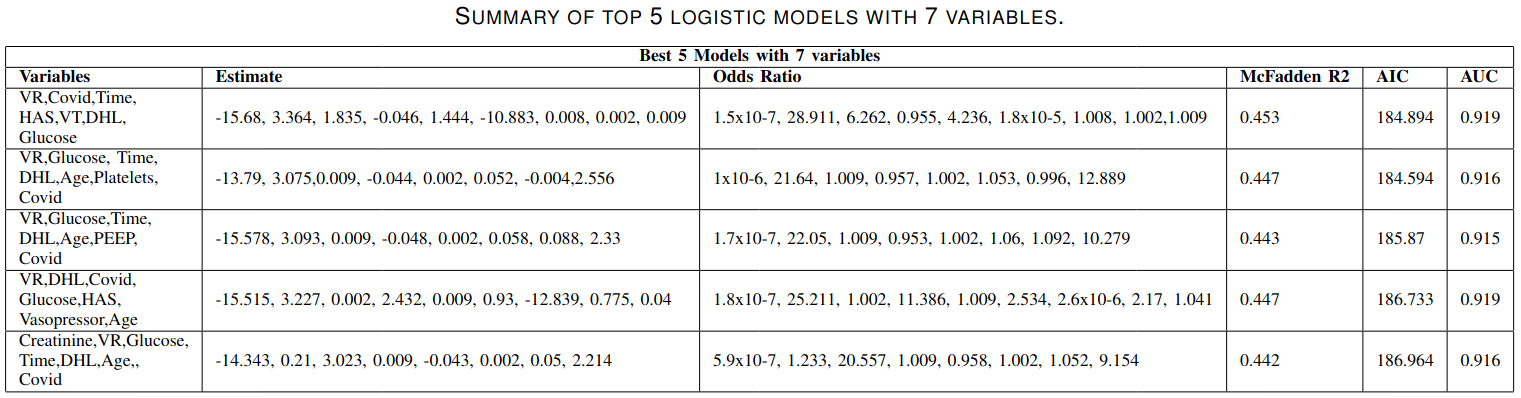 SUMMARY OF TOP 5 LOGISTIC MODELS WITH 7 VARIABLES.
Best 5 Models with 7 variables
Variables Estimate Odds Ratio McFadden R2 AIC AUC
VR,Covid,Time,
HAS,VT,DHL, -15.68, 3.364, 1.835, -0.046, 1.444, -10.883, 0.008, 0.002, 0.009 1.5x10-7, 28.911, 6.262, 0.955, 4.236, 1.8x10-5, 1.008, 1.002,1.009 0.453 184.894 0.919
Glucose
VR,Glucose, Time,
DHL,Age,Platelets, -13.79, 3.075,0.009, -0.044, 0.002, 0.052, -0.004,2.556 1x10-6, 21.64, 1.009, 0.957, 1.002, 1.053, 0.996, 12.889 0.447 184.594 0.916
Covid
VR,Glucose,Time,
DHL,Age,PEEP, -15.578, 3.093, 0.009, -0.048, 0.002, 0.058, 0.088, 2.33 1.7x10-7, 22.05, 1.009, 0.953, 1.002, 1.06, 1.092, 10.279 0.443 185.87 0.915
Covid
VR,DHL,Covid,
Glucose,HAS, -15.515, 3.227, 0.002, 2.432, 0.009, 0.93, -12.839, 0.775, 0.04 1.8x10-7, 25.211, 1.002, 11.386, 1.009, 2.534, 2.6x10-6, 2.17, 1.041 0.447 186.733 0.919
Vasopressor,Age
Creatinine,VR,Glucose,
Time,DHL,Age,, -14.343, 0.21, 3.023, 0.009, -0.043, 0.002, 0.05, 2.214 5.9x10-7, 1.233, 20.557, 1.009, 0.958, 1.002, 1.052, 9.154 0.442 186.964 0.916
Covid